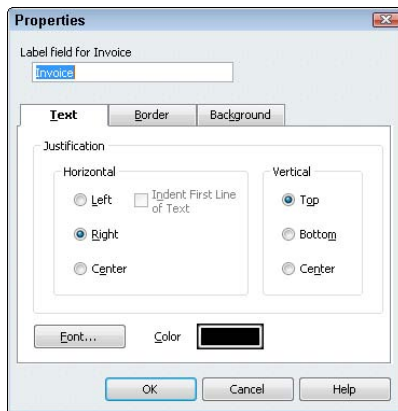 Properties
Label field for Invoice
Invoice
Text Border Background
Justification
Horizontal Vertical
Left Indent First Line of Text Top
Right Bottom
Center Center
Font... Color
OK Cancel Help